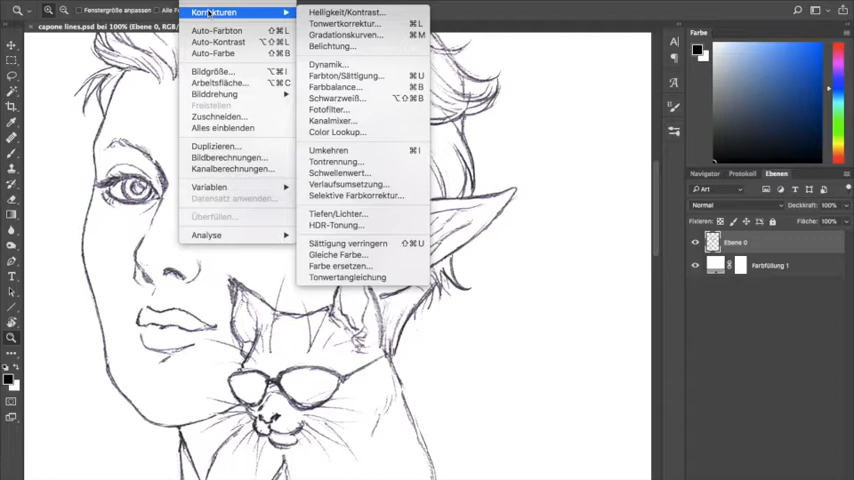 Fenstergröße anpassen
Alle
capone lines.psd bei 150% (Ebene 0, RGB/
Korrekturen
Auto-Farbton ⇧⌘L
Auto-Kontrast ⌥⇧⌘L
Auto-Farbe ⇧⌘B
Bildgröße... ⌥⌘I
Arbeitsfläche... ⌥⌘C
Bilddrehung
Freistellen
Zuschneiden...
Alles einblenden
Duplizieren...
Bildberechnungen...
Kanalberechnungen...
Variablen
Datensatz anwenden...
Überfüllen...
Analyse
Helligkeit/Kontrast...
Tonwertkorrektur... ⌘L
Gradationskurven... ⌘M
Belichtung...
Dynamik...
Farbton/Sättigung... ⌘U
Farbbalance... ⌘B
Schwarzweiß... ⌥⇧⌘B
Fotofilter...
Kanalmixer...
Color Lookup...
Umkehren ⌘I
Tontrennung...
Schwellenwert...
Verlaufsumsetzung...
Selektive Farbkorrektur...
Tiefen/Lichter...
HDR-Tonung...
Sättigung verringern ⇧⌘U
Gleiche Farbe...
Farbe ersetzen...
Tonwertangleichung
Farbe
Navigator Protokoll Ebenen
Art
Normal Deckkraft: 100%
Fixieren: Fläche: 100%
Ebene 0
Farbfüllung 1